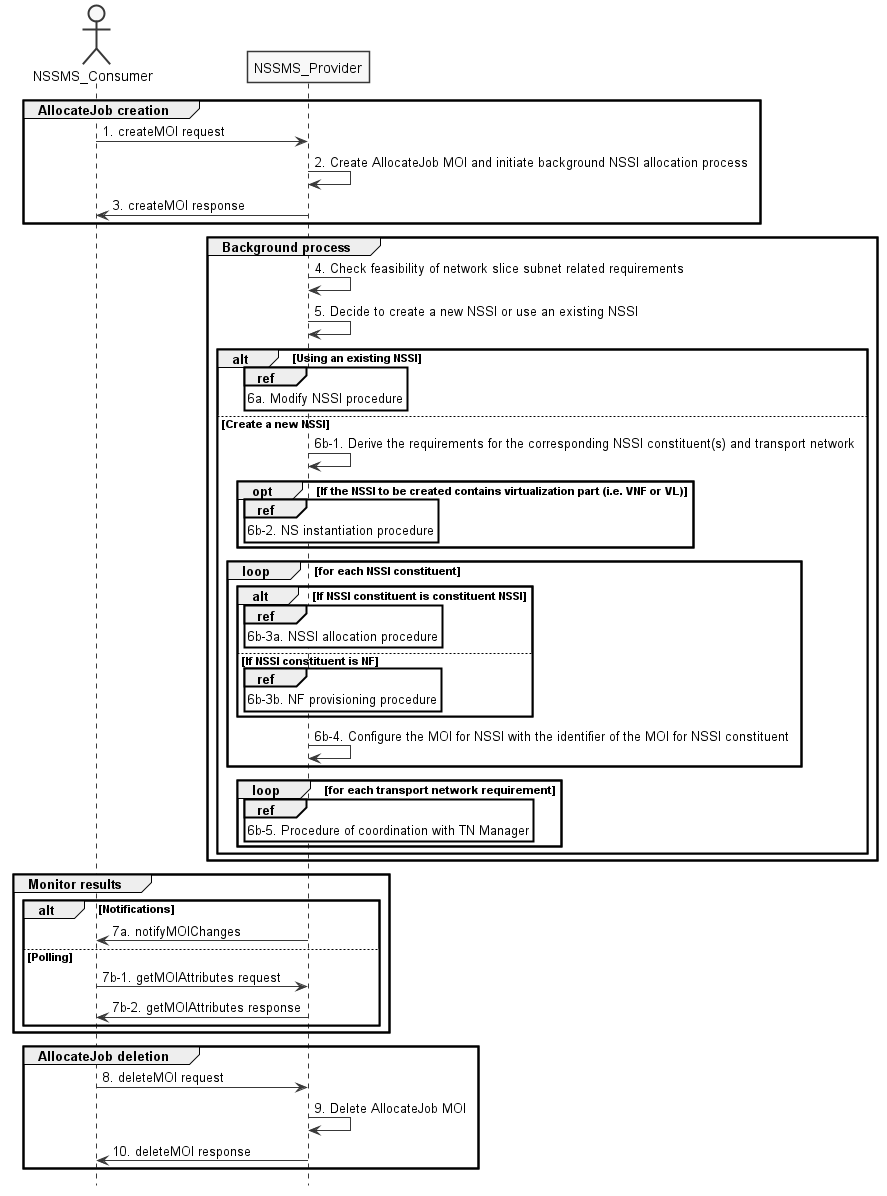 NSSMS_Consumer
NSSMS_Provider
AllocateJob creation
1. createMOI request
2. Create AllocateJob MOI and initiate background NSSI allocation process
3. createMOI response
Background process
4. Check feasibility of network slice subnet related requirements
5. Decide to create a new NSSI or use an existing NSSI
alt [Using an existing NSSI]
ref
6a. Modify NSSI procedure
[Create a new NSSI]
6b-1. Derive the requirements for the corresponding NSSI constituent(s) and transport network
opt [If the NSSI to be created contains virtualization part (i.e. VNF or VL)]
ref
6b-2. NS instantiation procedure
loop [for each NSSI constituent]
alt [If NSSI constituent is constituent NSSI]
ref
6b-3a. NSSI allocation procedure
[If NSSI constituent is NF]
ref
6b-3b. NF provisioning procedure
6b-4. Configure the MOI for NSSI with the identifier of the MOI for NSSI constituent
loop [for each transport network requirement]
ref
6b-5. Procedure of coordination with TN Manager
Monitor results
alt [Notifications]
7a. notifyMOIChanges
[Polling]
7b-1. getMOIAttributes request
7b-2. getMOIAttributes response
AllocateJob deletion
8. deleteMOI request
9. Delete AllocateJob MOI
10. deleteMOI response